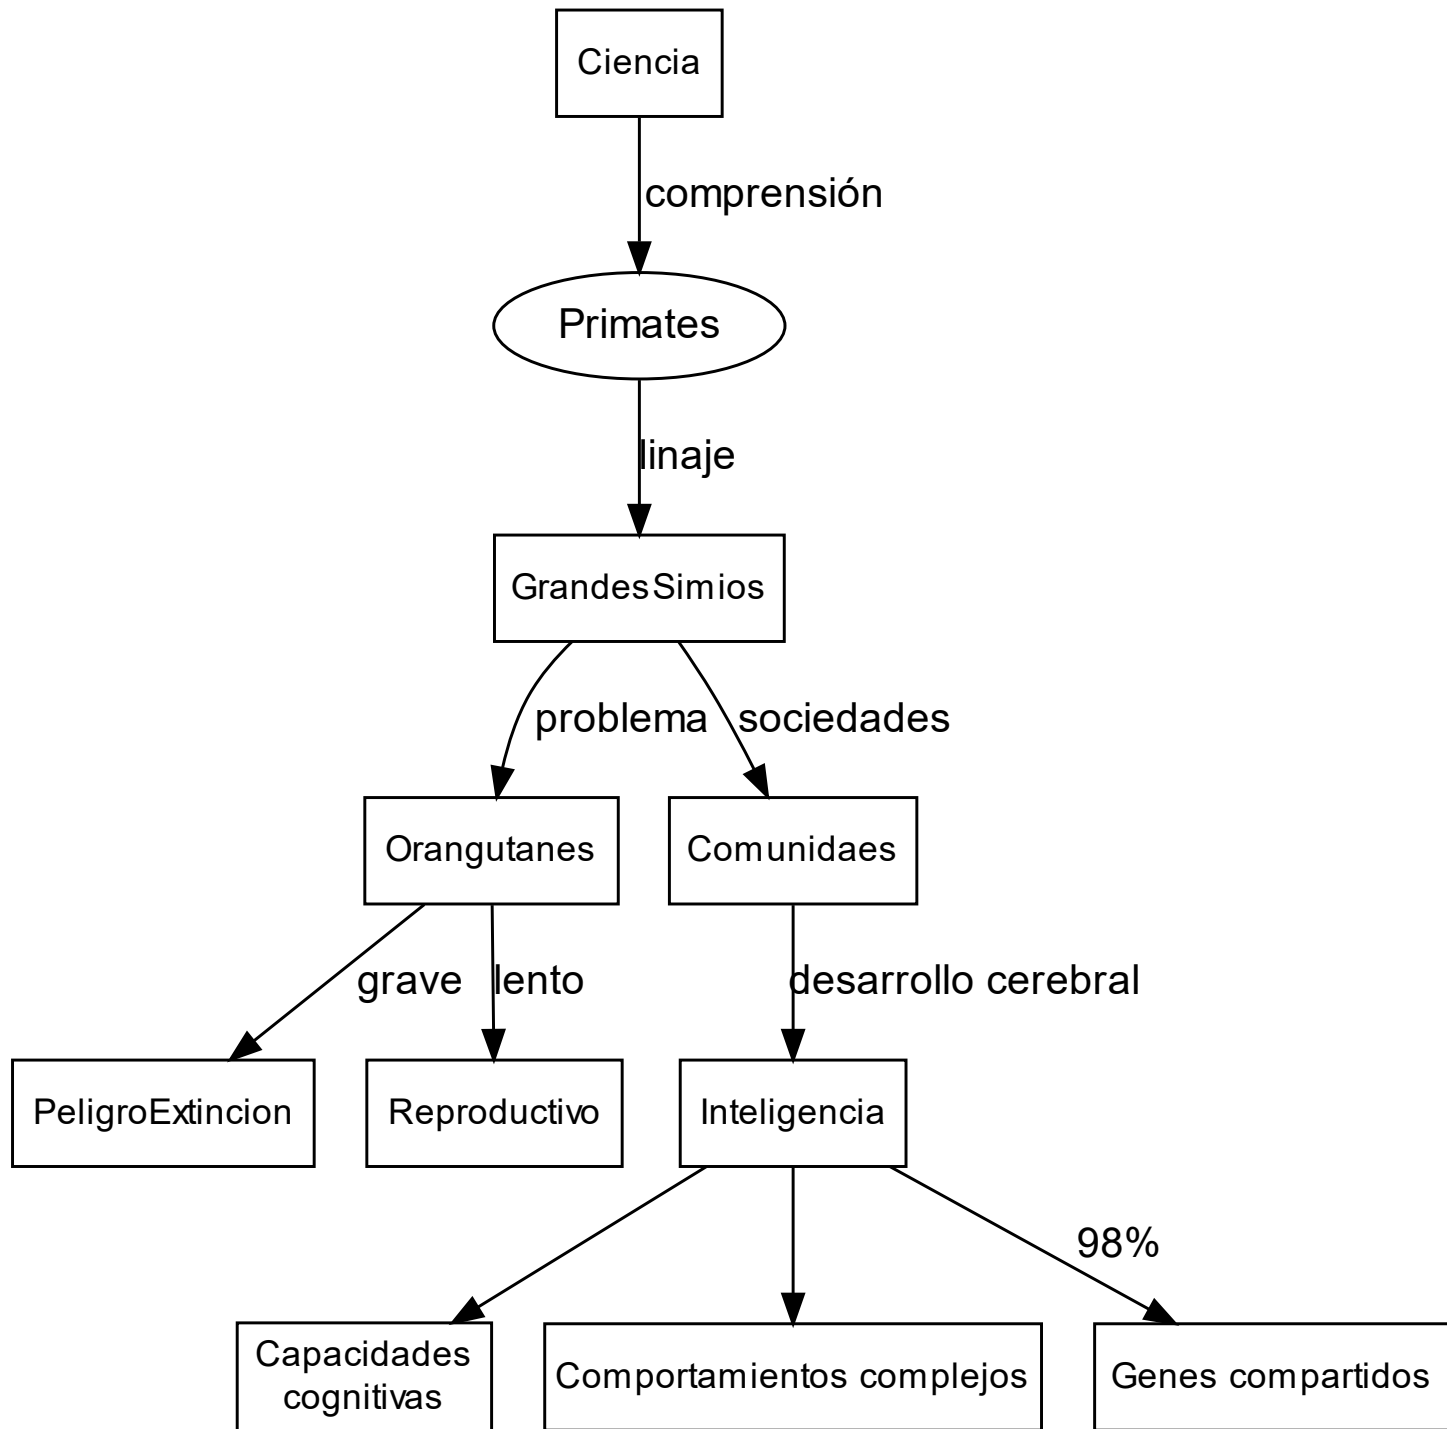 Ciencia
comprensión
Primates
linaje
GrandesSimios
problema
sociedades
Orangutanes
Comunidaes
grave
lento
desarrollo cerebral
PeligroExtincion
Reproductivo
Inteligencia
98%
Capacidades
cognitivas
Comportamientos complejos
Genes compartidos